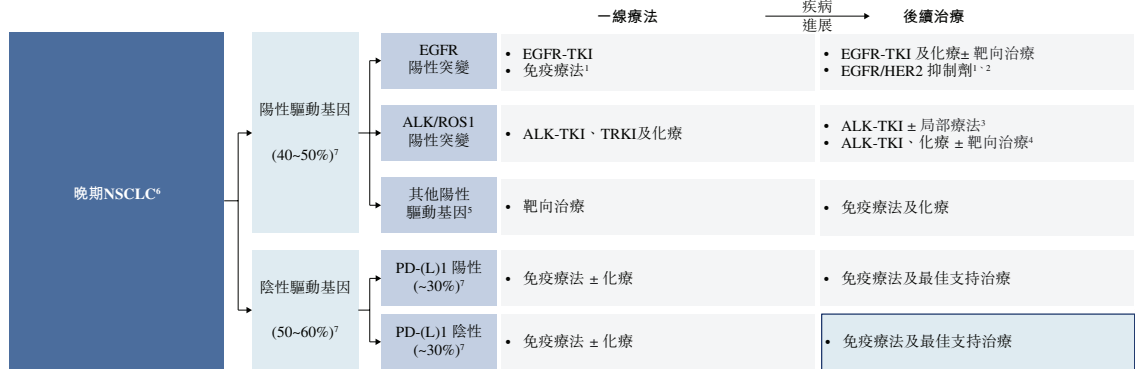 一線療法
疾病
進展
後續治療
晚期NSCLC⁶
陽性驅動基因
(40~50%)⁷
EGFR
陽性突變
• EGFR-TKI
• 免疫療法¹
• EGFR-TKI 及化療± 靶向治療
• EGFR/HER2 抑制劑¹、²
ALK/ROS1
陽性突變
• ALK-TKI、TRKI及化療
• ALK-TKI ± 局部療法³
• ALK-TKI、化療 ± 靶向治療⁴
其他陽性
驅動基因⁵
• 靶向治療
• 免疫療法及化療
陰性驅動基因
(50~60%)⁷
PD-(L)1 陽性
(~30%)⁷
• 免疫療法 ± 化療
• 免疫療法及最佳支持治療
PD-(L)1 陰性
(~30%)⁷
• 免疫療法 ± 化療
• 免疫療法及最佳支持治療